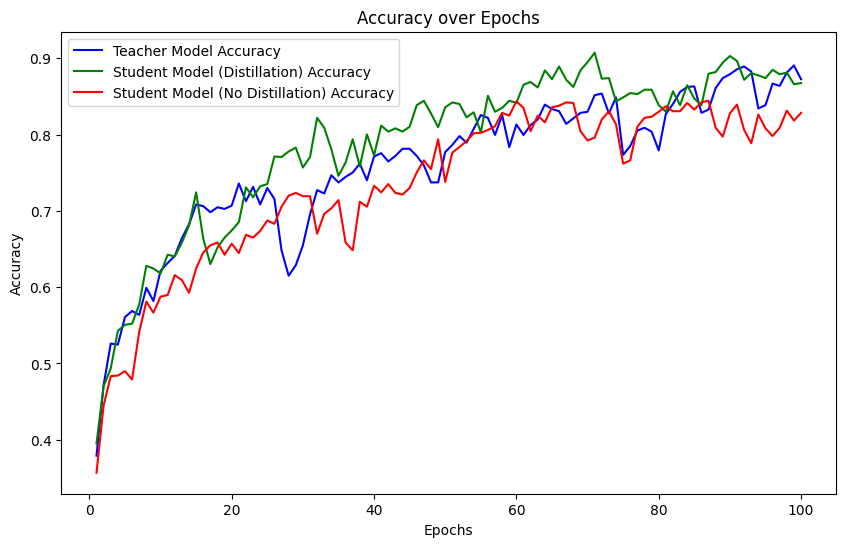 Accuracy over Epochs
Teacher Model Accuracy
Student Model (Distillation) Accuracy
Student Model (No Distillation) Accuracy
Accuracy
0.9
0.8
0.7
0.6
0.5
0.4
0 20 40 60 80 100
Epochs